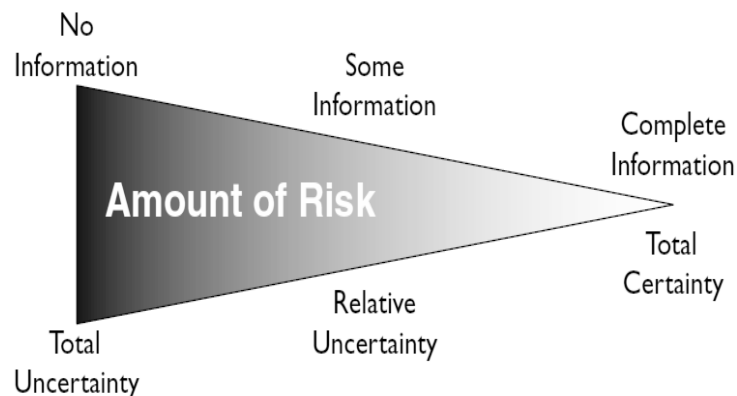 No
Information
Some
Information
Complete
Information
Amount of Risk
Total
Certainty
Relative
Uncertainty
Total
Uncertainty